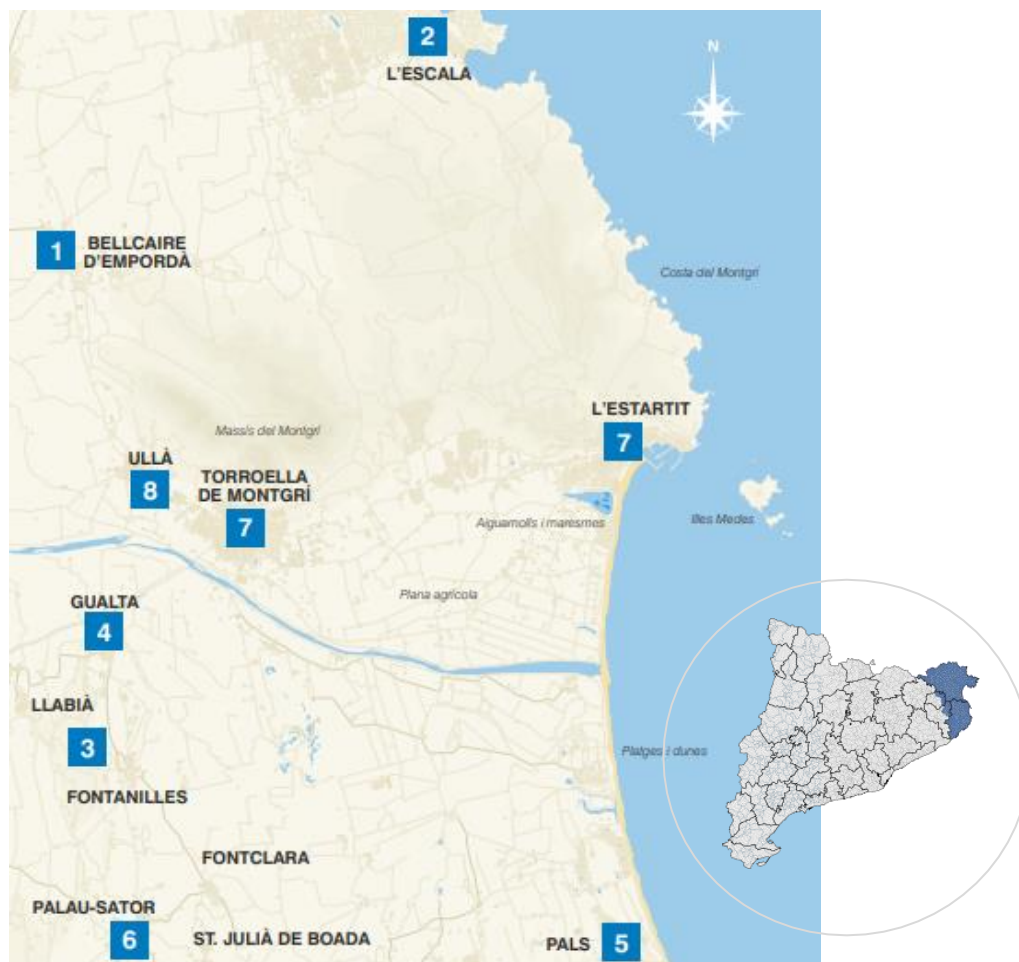 2
L'ESCALA
N
1
BELLCAIRE
D'EMPORDÀ
Costa del Montgrí
L'ESTARTIT
7
Massís del Montgrí
ULLÀ
8
TORROELLA
DE MONTGRÍ
7
Aiguamolls i maresmes
Illes Medes
Plana agrícola
GUALTA
4
LLABIÀ
3
Platges i dunes
FONTANILLES
FONTCLARA
PALAU-SATOR
6
ST. JULIÀ DE BOADA
PALS
5